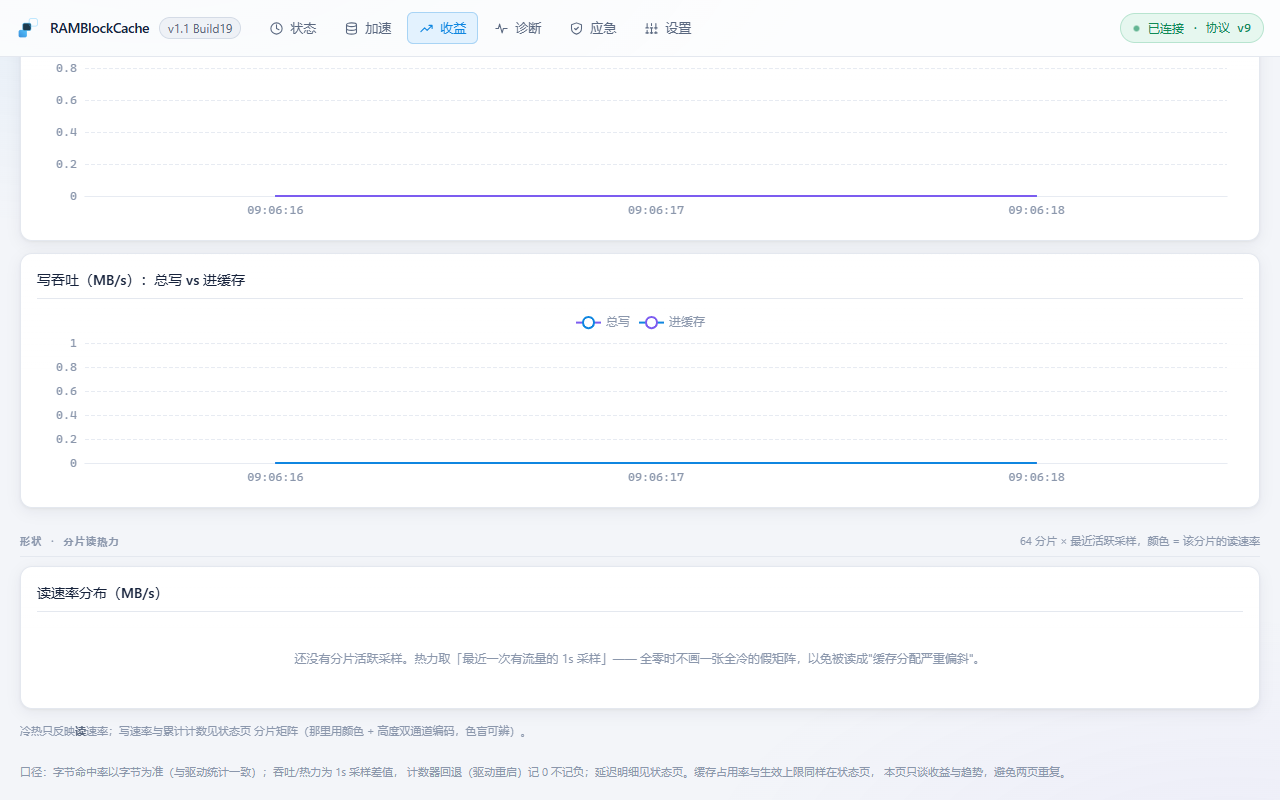 RAMBlockCache v1.1 Build19 状态 加速 收益 诊断 应急 设置 已连接 · 协议 v9
0.8
0.6
0.4
0.2
0
09:06:16 09:06:17 09:06:18
写吞吐（MB/s）：总写 vs 进缓存
总写 进缓存
1
0.8
0.6
0.4
0.2
0
09:06:16 09:06:17 09:06:18
形状 · 分片读热力 64 分片 × 最近活跃采样，颜色 = 该分片的读速率
读速率分布（MB/s）
还没有分片活跃采样。热力取「最近一次有流量的 1s 采样」—— 全零时不画一张全冷的假矩阵，以免被读成"缓存分配严重偏斜"。
冷热只反映读速率；写速率与累计计数见状态页 分片矩阵（那里用颜色 + 高度双通道编码，色盲可辨）。
口径：字节命中率以字节为准（与驱动统计一致）；吞吐/热力为 1s 采样差值， 计数器回退（驱动重启）记 0 不记负；延迟明细见状态页。缓存占用率与生效上限同样在状态页， 本页只谈收益与趋势，避免两页重复。